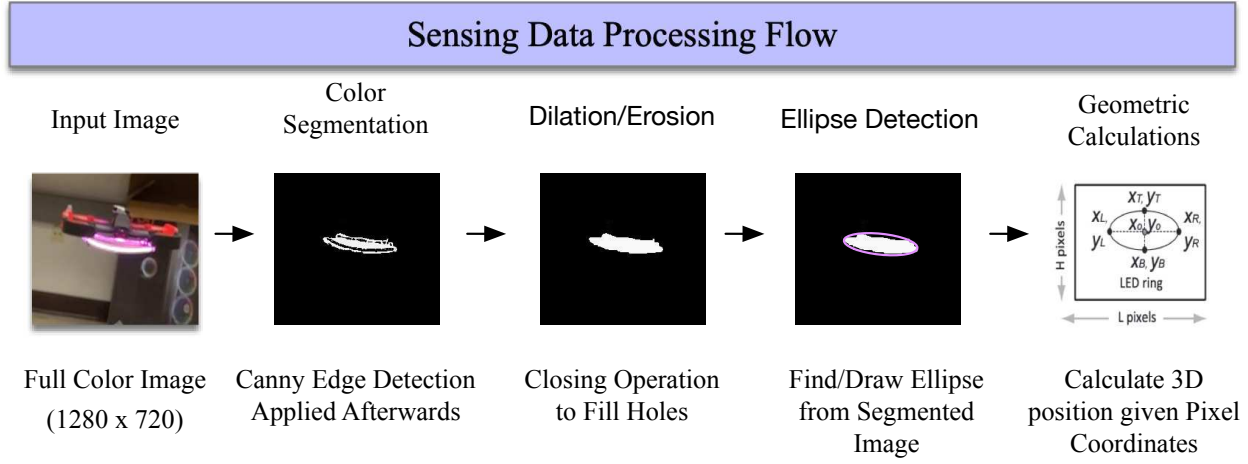 Sensing Data Processing Flow
Input Image
Color
Segmentation
Dilation/Erosion
Ellipse Detection
Geometric
Calculations
x_T, y_T
x_L,
y_L
x_0, y_0
x_R,
y_R
x_B, y_B
LED ring
H pixels
L pixels
Full Color Image
(1280 x 720)
Canny Edge Detection
Applied Afterwards
Closing Operation
to Fill Holes
Find/Draw Ellipse
from Segmented
Image
Calculate 3D
position given Pixel
Coordinates